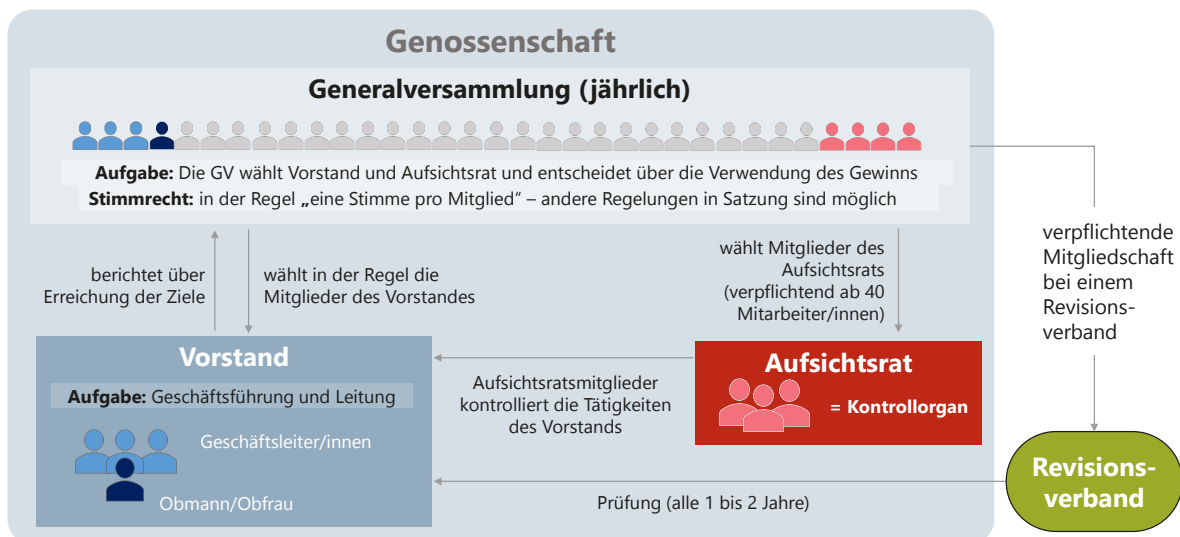 Genossenschaft
Generalversammlung (jährlich)
Aufgabe: Die GV wählt Vorstand und Aufsichtsrat und entscheidet über die Verwendung des Gewinns
Stimmrecht: in der Regel „eine Stimme pro Mitglied“ – andere Regelungen in Satzung sind möglich
berichtet über
Erreichung der Ziele
wählt in der Regel die
Mitglieder des Vorstandes
wählt Mitglieder des
Aufsichtsrats
(verpflichtend ab 40
Mitarbeiter/innen)
verpflichtende
Mitgliedschaft
bei einem
Revisions-
verband
Vorstand
Aufgabe: Geschäftsführung und Leitung
Geschäftsleiter/innen
Obmann/Obfrau
Aufsichtsratsmitglieder
kontrolliert die Tätigkeiten
des Vorstands
Aufsichtsrat
= Kontrollorgan
Prüfung (alle 1 bis 2 Jahre)
Revisions-
verband